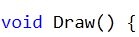 void Draw() {